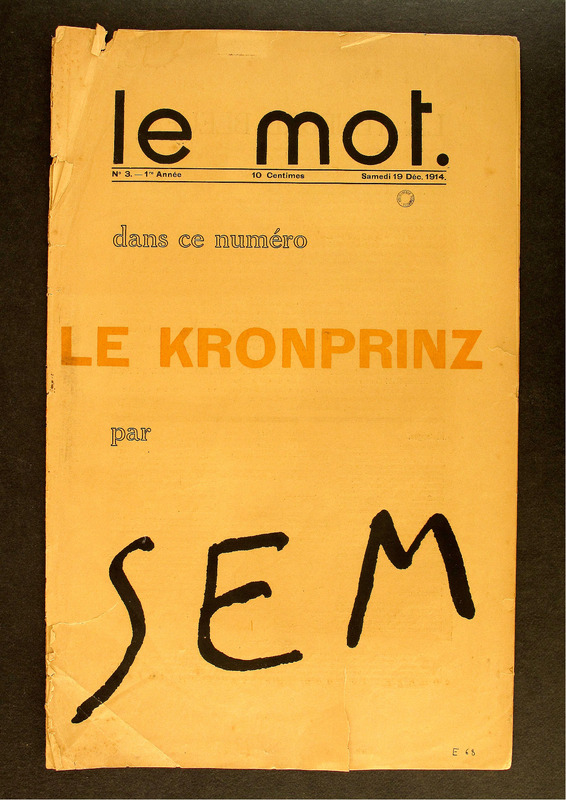 le mot.
N° 3. — 1re Année 10 Centimes Samedi 19 Déc. 1914.
dans ce numéro
LE KRONPRINZ
par
SEM
E 68